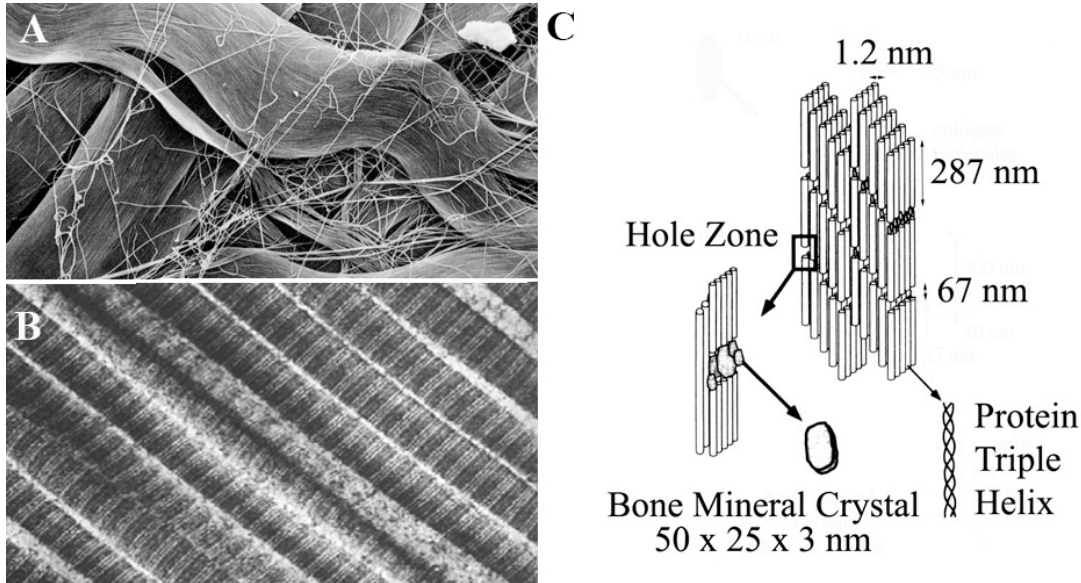 A
B
C
1.2 nm
287 nm
Hole Zone
67 nm
Protein
Triple
Helix
Bone Mineral Crystal
50 x 25 x 3 nm